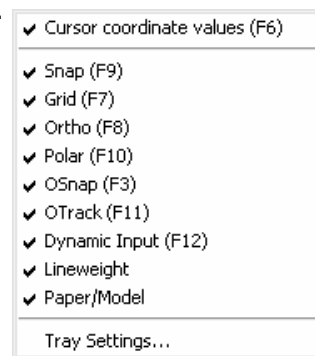 Cursor coordinate values (F6)
Snap (F9)
Grid (F7)
Ortho (F8)
Polar (F10)
OSnap (F3)
OTrack (F11)
Dynamic Input (F12)
Lineweight
Paper/Model
Tray Settings...